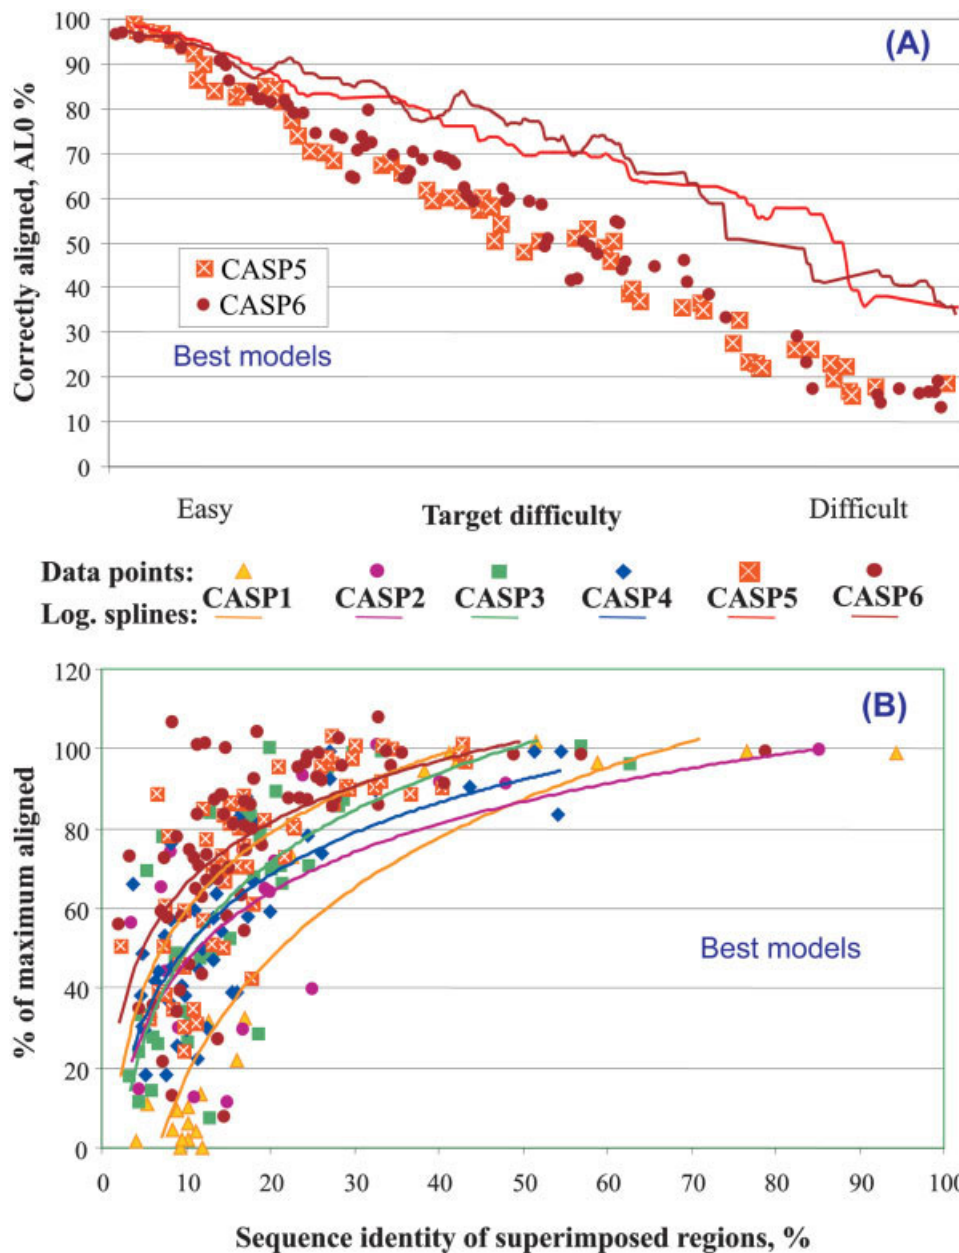 (A)
Correctly aligned, AL0 %
100
90
80
70
60
50
40
30
20
10
0
CASP5
CASP6
Best models
Easy Target difficulty Difficult
Data points:
Log. splines: CASP1 CASP2 CASP3 CASP4 CASP5 CASP6
(B)
% of maximum aligned
120
100
80
60
40
20
0
Best models
0 10 20 30 40 50 60 70 80 90 100
Sequence identity of superimposed regions, %